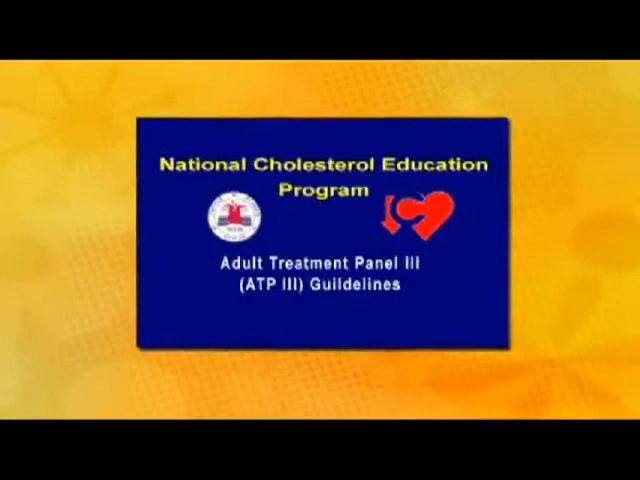 National Cholesterol Education
Program
Adult Treatment Panel III
(ATP III) Guildelines